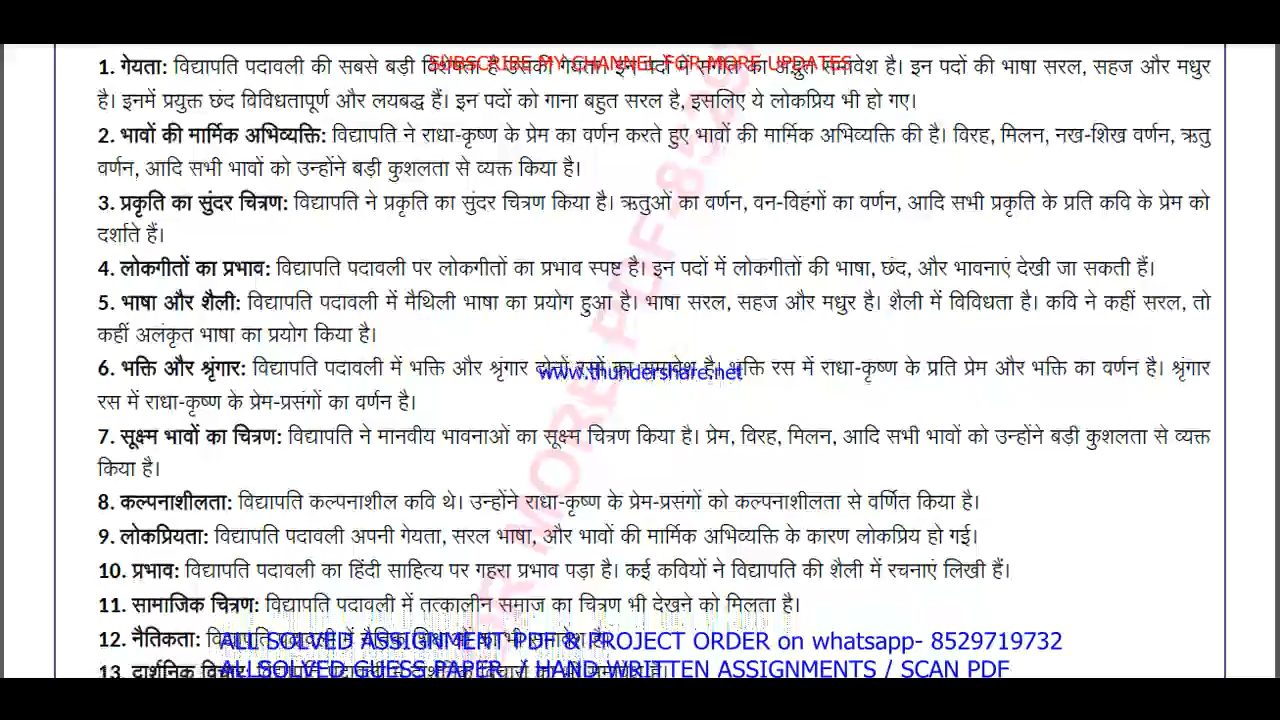 SUBSCRIBE MY CHANNEL FOR MORE UPDATES
1. गेयता: विद्यापति पदावली की सबसे बड़ी विशेषता है उसकी गेयता। इन पदों में संगीत का अद्भुत समावेश है। इन पदों की भाषा सरल, सहज और मधुर
है। इनमें प्रयुक्त छंद विविधतापूर्ण और लयबद्ध हैं। इन पदों को गाना बहुत सरल है, इसलिए ये लोकप्रिय भी हो गए।
2. भावों की मार्मिक अभिव्यक्ति: विद्यापति ने राधा-कृष्ण के प्रेम का वर्णन करते हुए भावों की मार्मिक अभिव्यक्ति की है। विरह, मिलन, नख-शिख वर्णन, ऋतु
वर्णन, आदि सभी भावों को उन्होंने बड़ी कुशलता से व्यक्त किया है।
3. प्रकृति का सुंदर चित्रण: विद्यापति ने प्रकृति का सुंदर चित्रण किया है। ऋतुओं का वर्णन, वन-विहंगों का वर्णन, आदि सभी प्रकृति के प्रति कवि के प्रेम को
दर्शाते हैं।
4. लोकगीतों का प्रभाव: विद्यापति पदावली पर लोकगीतों का प्रभाव स्पष्ट है। इन पदों में लोकगीतों की भाषा, छंद, और भावनाएं देखी जा सकती हैं।
5. भाषा और शैली: विद्यापति पदावली में मैथिली भाषा का प्रयोग हुआ है। भाषा सरल, सहज और मधुर है। शैली में विविधता है। कवि ने कहीं सरल, तो
कहीं अलंकृत भाषा का प्रयोग किया है।
6. भक्ति और श्रृंगार: विद्यापति पदावली में भक्ति और श्रृंगार दोनों रसों का समावेश है। भक्ति रस में राधा-कृष्ण के प्रति प्रेम और भक्ति का वर्णन है। श्रृंगार
www.thundershare.net
रस में राधा-कृष्ण के प्रेम-प्रसंगों का वर्णन है।
7. सूक्ष्म भावों का चित्रण: विद्यापति ने मानवीय भावनाओं का सूक्ष्म चित्रण किया है। प्रेम, विरह, मिलन, आदि सभी भावों को उन्होंने बड़ी कुशलता से व्यक्त
किया है।
8. कल्पनाशीलता: विद्यापति कल्पनाशील कवि थे। उन्होंने राधा-कृष्ण के प्रेम-प्रसंगों को कल्पनाशीलता से वर्णित किया है।
9. लोकप्रियता: विद्यापति पदावली अपनी गेयता, सरल भाषा, और भावों की मार्मिक अभिव्यक्ति के कारण लोकप्रिय हो गई।
10. प्रभाव: विद्यापति पदावली का हिंदी साहित्य पर गहरा प्रभाव पड़ा है। कई कवियों ने विद्यापति की शैली में रचनाएं लिखी हैं।
11. सामाजिक चित्रण: विद्यापति पदावली में तत्कालीन समाज का चित्रण भी देखने को मिलता है।
12. नैतिकता: विद्यापति पदावली में
ALL SOLVED ASSIGNMENT PDF & PROJECT ORDER on whatsapp- 8529719732
13. दार्शनिक विचार:
ALL SOLVED GUESS PAPER / HAND WRITTEN ASSIGNMENTS / SCAN PDF
MORE PDF-8529